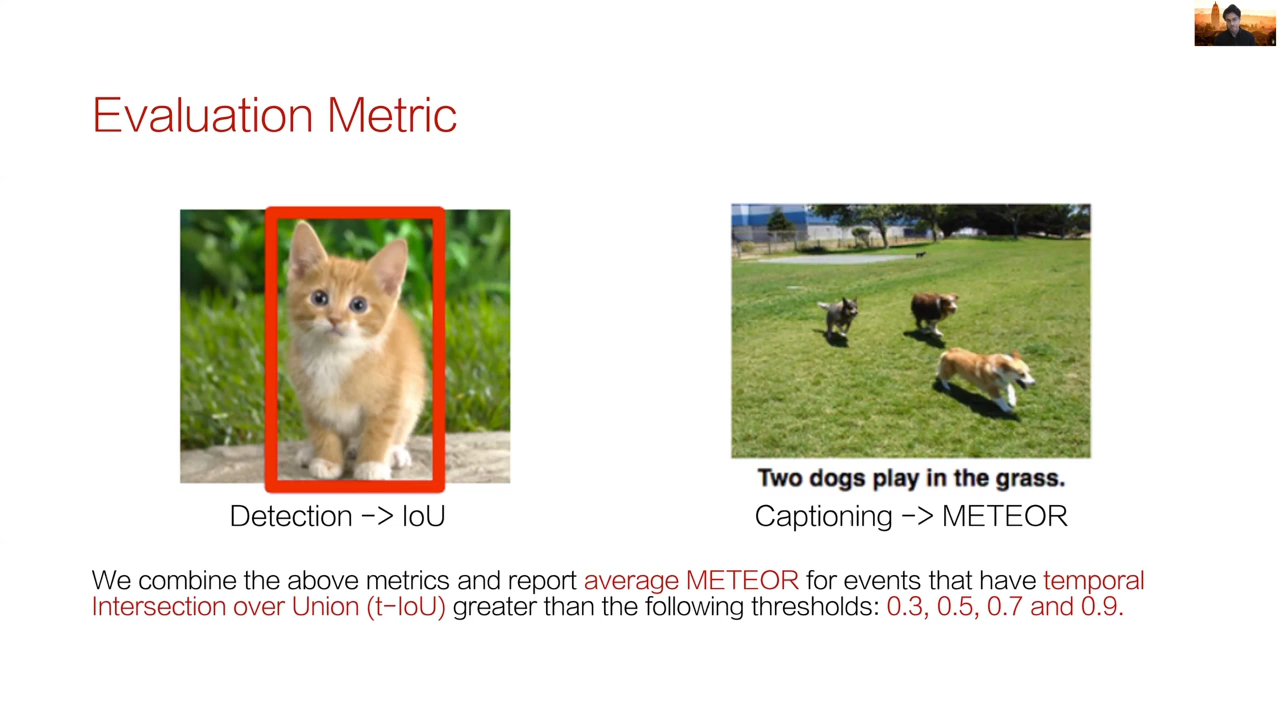 Evaluation Metric
Two dogs play in the grass.
Detection -> IoU
Captioning -> METEOR
We combine the above metrics and report average METEOR for events that have temporal
Intersection over Union (t-IoU) greater than the following thresholds: 0.3, 0.5, 0.7 and 0.9.